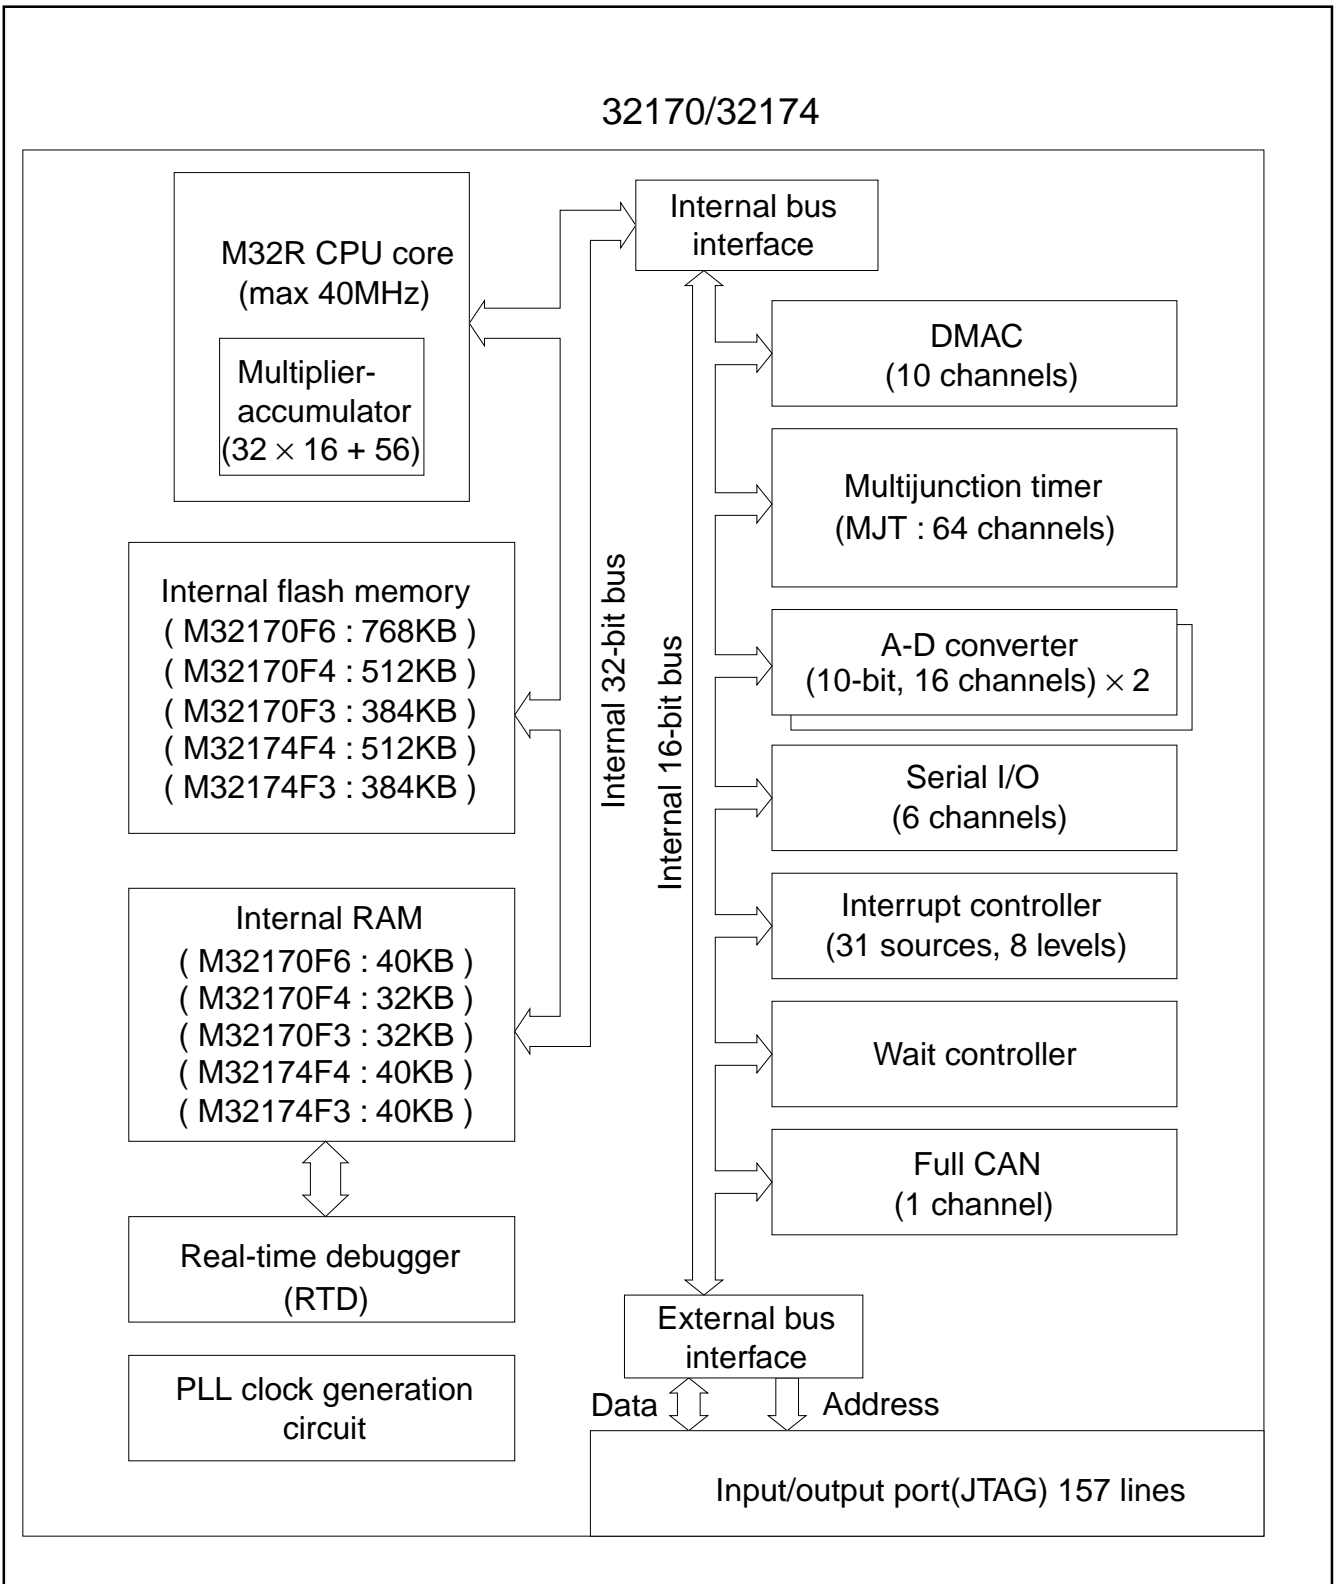 32170/32174
M32R CPU core
(max 40MHz)
Multiplier-
accumulator
(32 × 16 + 56)
Internal flash memory
( M32170F6 : 768KB )
( M32170F4 : 512KB )
( M32170F3 : 384KB )
( M32174F4 : 512KB )
( M32174F3 : 384KB )
Internal RAM
( M32170F6 : 40KB )
( M32170F4 : 32KB )
( M32170F3 : 32KB )
( M32174F4 : 40KB )
( M32174F3 : 40KB )
Real-time debugger
(RTD)
PLL clock generation
circuit
Internal 32-bit bus
Internal 16-bit bus
Internal bus
interface
DMAC
(10 channels)
Multijunction timer
(MJT : 64 channels)
A-D converter
(10-bit, 16 channels) × 2
Serial I/O
(6 channels)
Interrupt controller
(31 sources, 8 levels)
Wait controller
Full CAN
(1 channel)
External bus
interface
Data
Address
Input/output port(JTAG) 157 lines